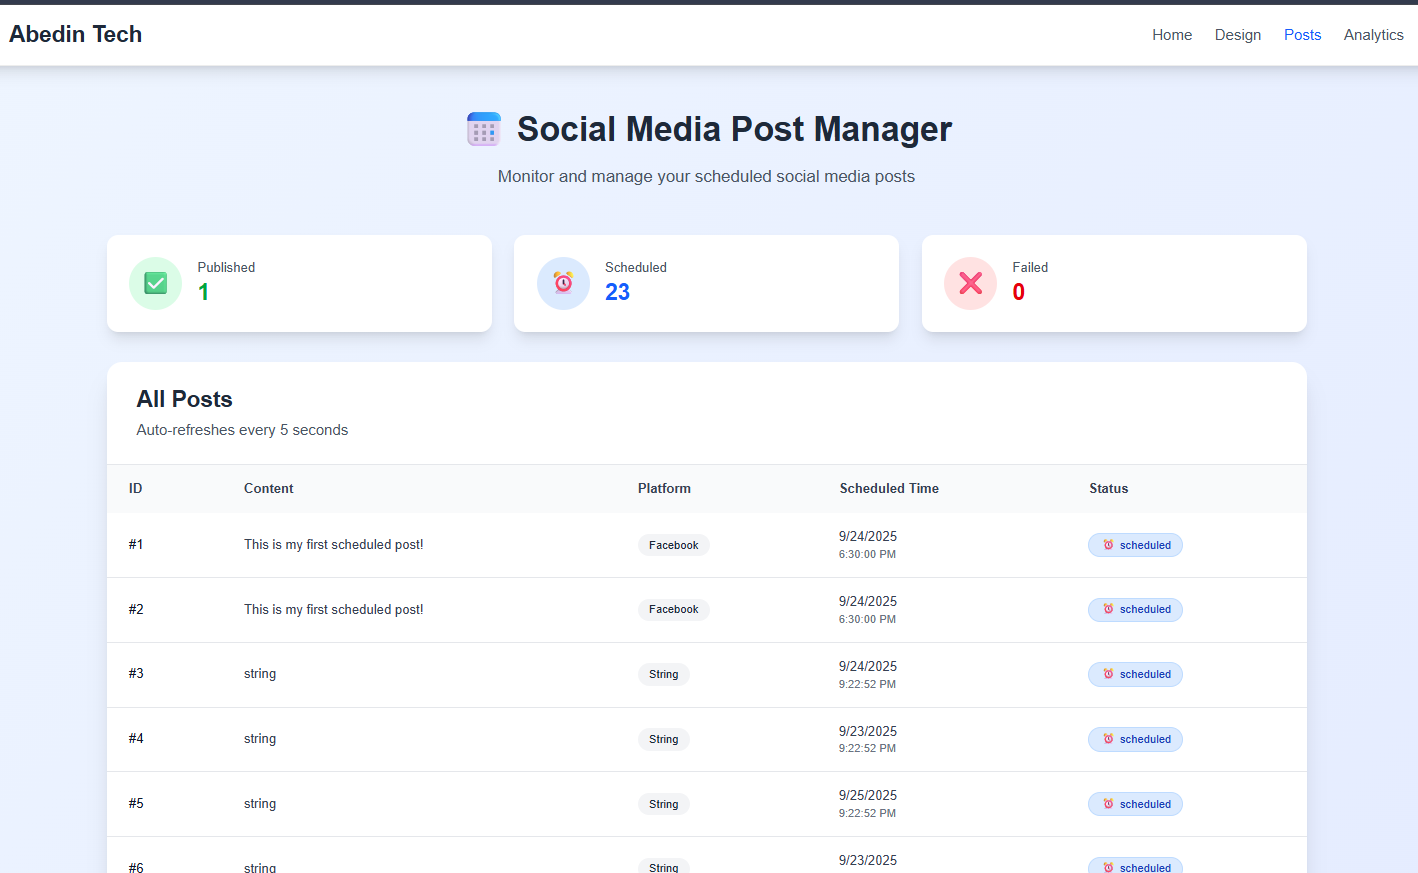 Abedin Tech
Home Design Posts Analytics
Social Media Post Manager
Monitor and manage your scheduled social media posts
Published
1
Scheduled
23
Failed
0
All Posts
Auto-refreshes every 5 seconds
ID Content Platform Scheduled Time Status
#1 This is my first scheduled post! Facebook 9/24/2025 6:30:00 PM scheduled
#2 This is my first scheduled post! Facebook 9/24/2025 6:30:00 PM scheduled
#3 string String 9/24/2025 9:22:52 PM scheduled
#4 string String 9/23/2025 9:22:52 PM scheduled
#5 string String 9/25/2025 9:22:52 PM scheduled
#6 string String 9/23/2025 scheduled